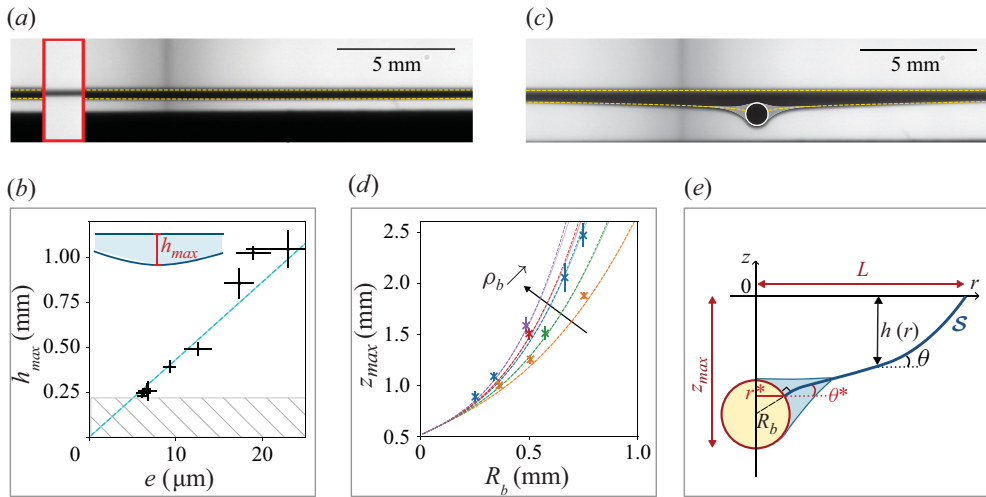 (a)
5 mm
(c)
5 mm
(b)
h_max (mm)
1.00
0.75
0.50
0.25
0
10
20
e (μm)
h_max
(d)
z_max (mm)
2.5
2.0
1.5
1.0
0.5
0
0.5
1.0
R_b (mm)
ρ_b
(e)
z
0
L
r
h (r)
S
θ
z_max
r*
θ*
R_b